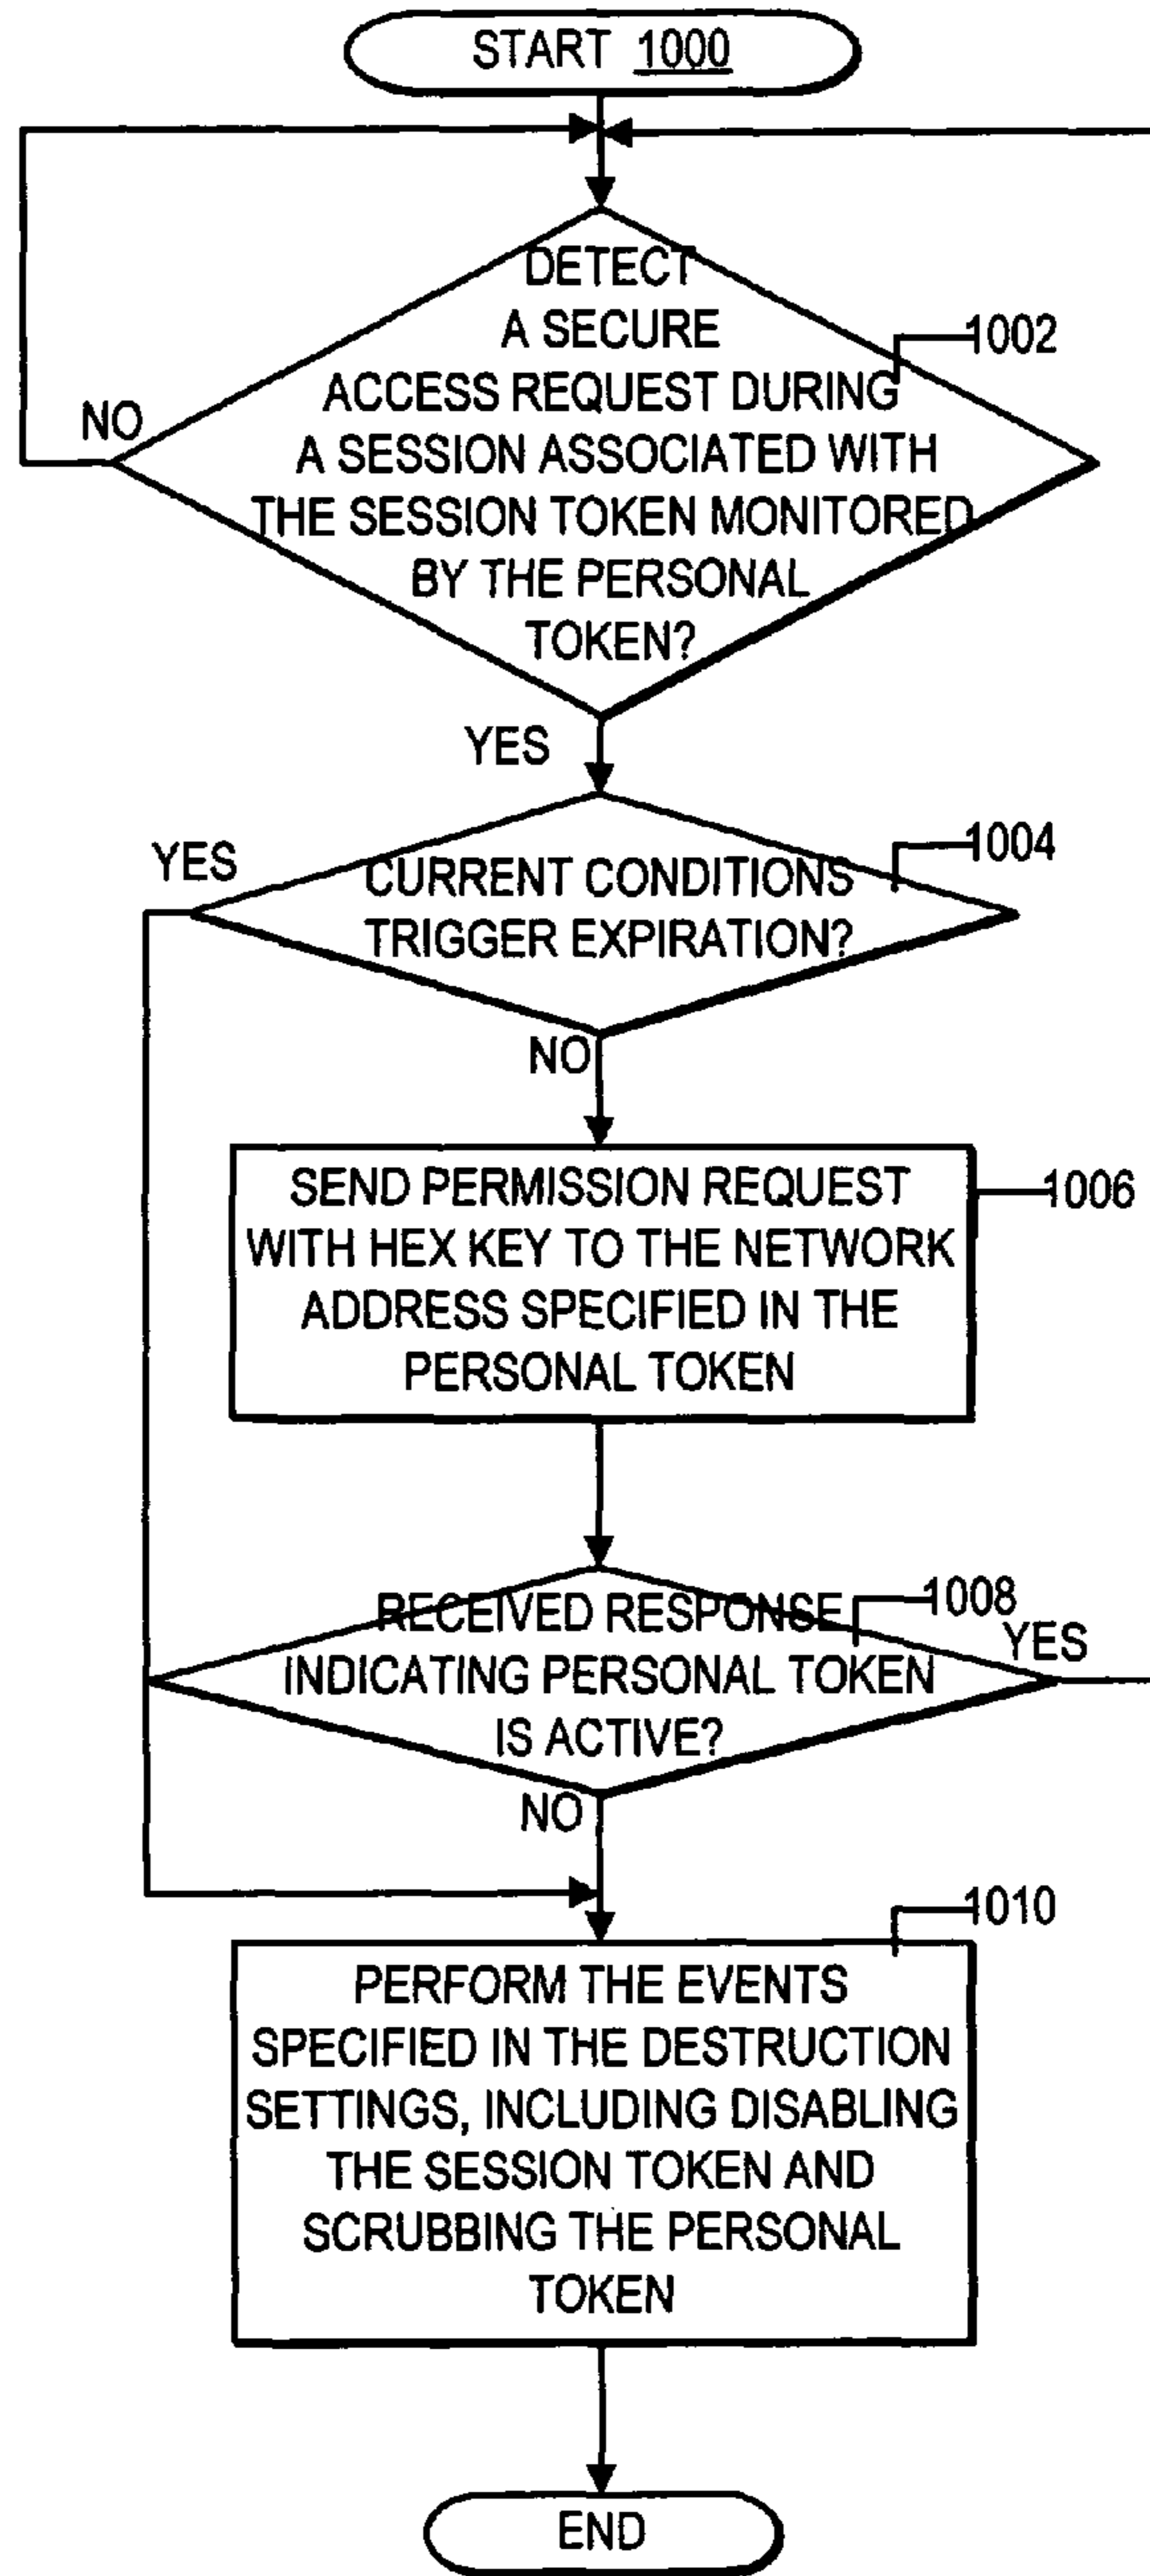 START 1000
DETECT
A SECURE
ACCESS REQUEST DURING
A SESSION ASSOCIATED WITH
THE SESSION TOKEN MONITORED
BY THE PERSONAL
TOKEN?
1002
NO
YES
CURRENT CONDITIONS
TRIGGER EXPIRATION?
1004
YES
NO
SEND PERMISSION REQUEST
WITH HEX KEY TO THE NETWORK
ADDRESS SPECIFIED IN THE
PERSONAL TOKEN
1006
RECEIVED RESPONSE
INDICATING PERSONAL TOKEN
IS ACTIVE?
1008
YES
NO
PERFORM THE EVENTS
SPECIFIED IN THE DESTRUCTION
SETTINGS, INCLUDING DISABLING
THE SESSION TOKEN AND
SCRUBBING THE PERSONAL
TOKEN
1010
END